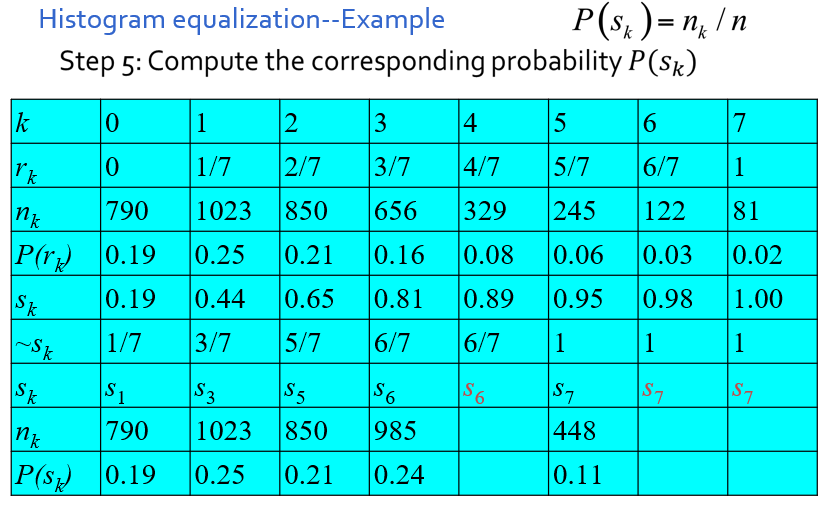 Histogram equalization--Example P(s_k) = n_k / n
Step 5: Compute the corresponding probability P(s_k)
k 0 1 2 3 4 5 6 7
r_k 0 1/7 2/7 3/7 4/7 5/7 6/7 1
n_k 790 1023 850 656 329 245 122 81
P(r_k) 0.19 0.25 0.21 0.16 0.08 0.06 0.03 0.02
s_k 0.19 0.44 0.65 0.81 0.89 0.95 0.98 1.00
~s_k 1/7 3/7 5/7 6/7 6/7 1 1 1
s_k s_1 s_3 s_5 s_6 s_6 s_7 s_7 s_7
n_k 790 1023 850 985 448
P(s_k) 0.19 0.25 0.21 0.24 0.11